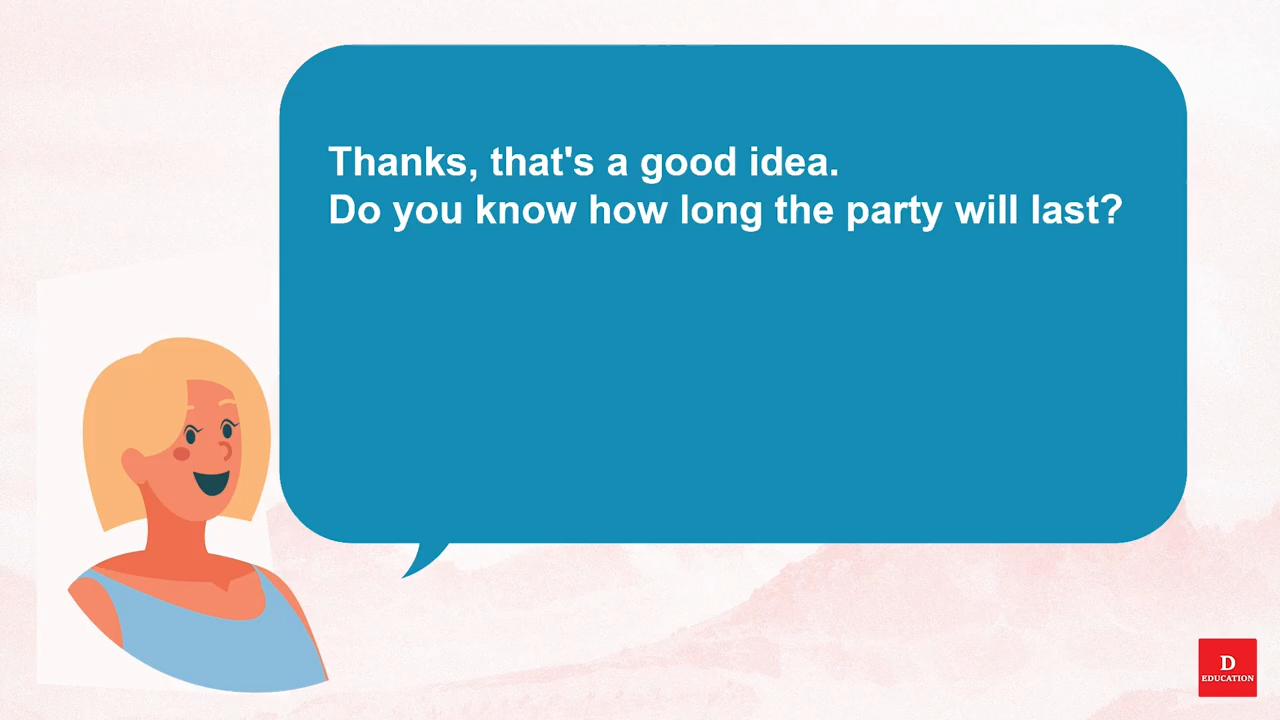 Thanks, that's a good idea.
Do you know how long the party will last?
D
EDUCATION